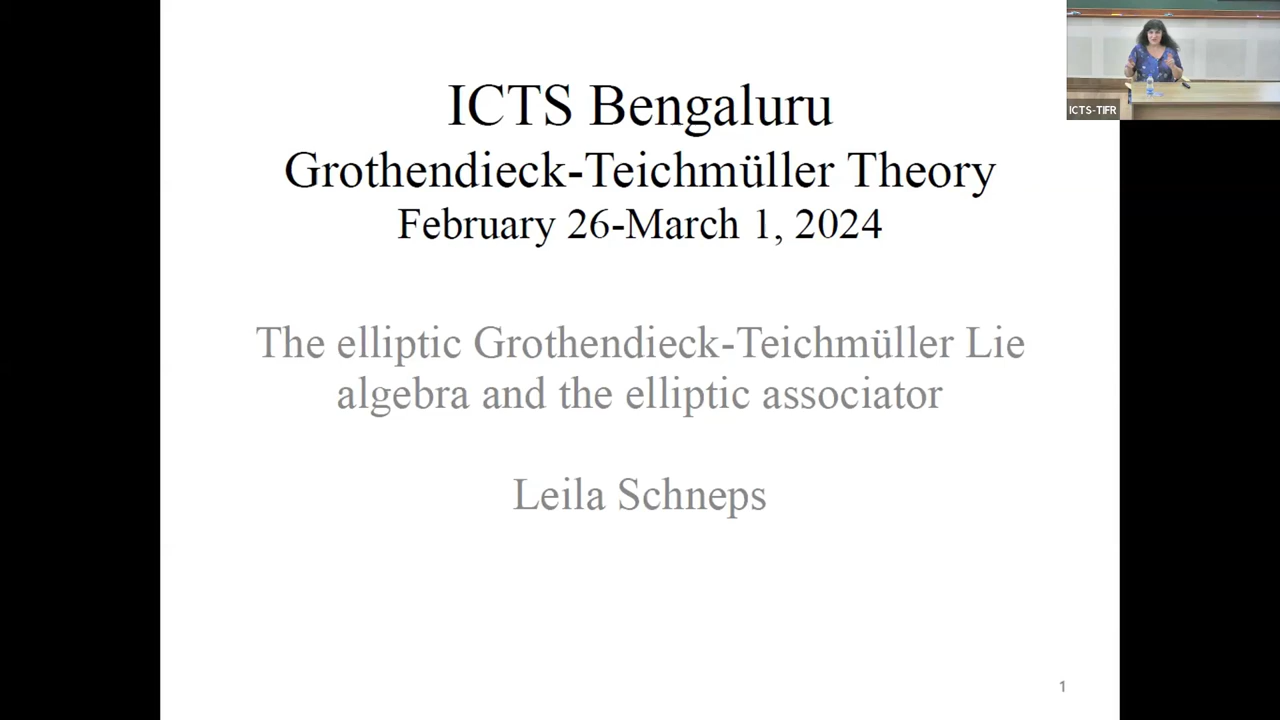 ICTS Bengaluru
Grothendieck-Teichmüller Theory
February 26-March 1, 2024
The elliptic Grothendieck-Teichmüller Lie
algebra and the elliptic associator
Leila Schneps
1
ICTS-TIFR